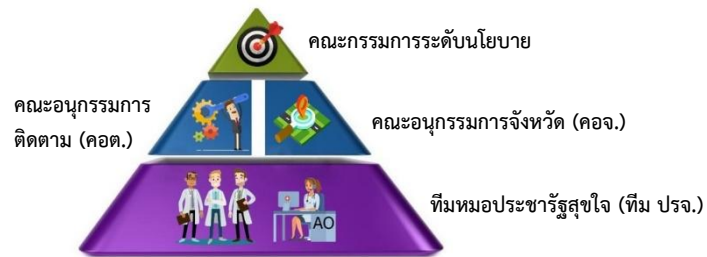 คณะกรรมการระดับนโยบาย
คณะอนุกรรมการ
ติดตาม (คอต.)
คณะอนุกรรมการจังหวัด (คอจ.)
ทีมหมอประชารัฐสุขใจ (ทีม ปรจ.)
AO